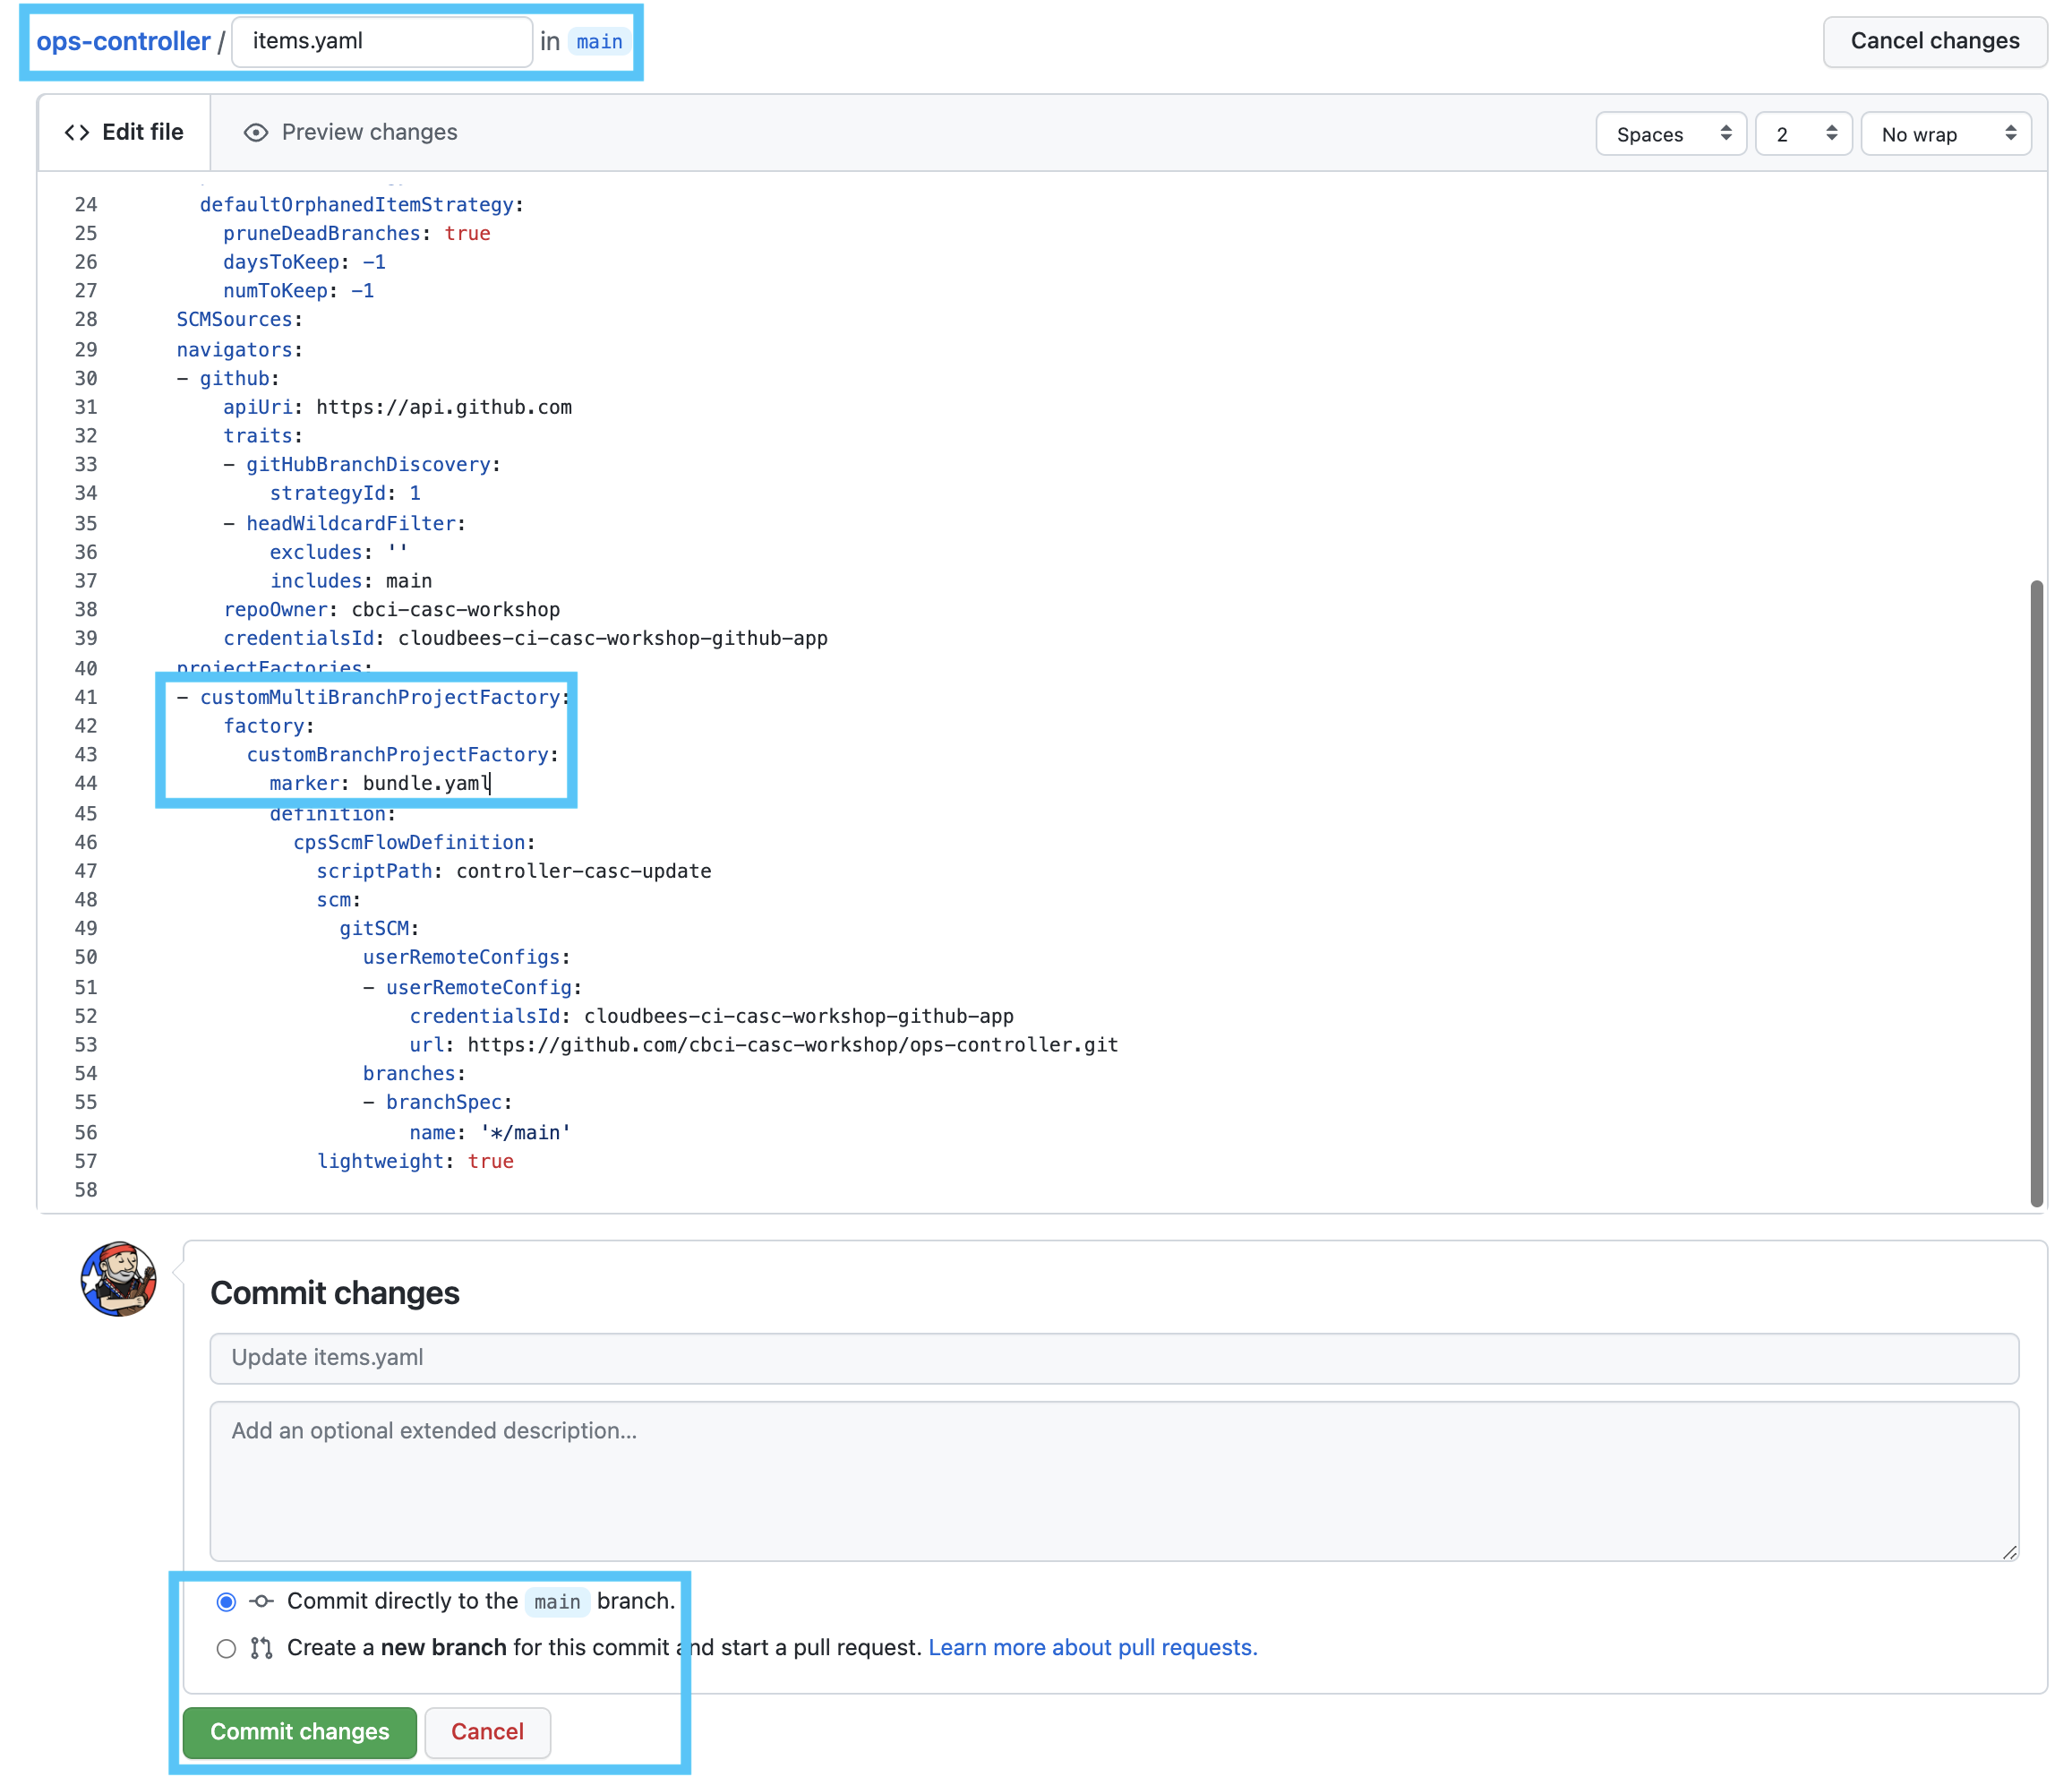 ops-controller / items.yaml in main
Cancel changes
Edit file
Preview changes
Spaces
2
No wrap
24 defaultOrphanedItemStrategy:
25 pruneDeadBranches: true
26 daysToKeep: -1
27 numToKeep: -1
28 SCMSources:
29 navigators:
30 - github:
31 apiUri: https://api.github.com
32 traits:
33 - gitHubBranchDiscovery:
34 strategyId: 1
35 - headWildcardFilter:
36 excludes: ''
37 includes: main
38 repoOwner: cbci-casc-workshop
39 credentialsId: cloudbees-ci-casc-workshop-github-app
40 projectFactories:
41 - customMultiBranchProjectFactory:
42 factory:
43 customBranchProjectFactory:
44 marker: bundle.yaml
45 definition:
46 cpsScmFlowDefinition:
47 scriptPath: controller-casc-update
48 scm:
49 gitSCM:
50 userRemoteConfigs:
51 - userRemoteConfig:
52 credentialsId: cloudbees-ci-casc-workshop-github-app
53 url: https://github.com/cbci-casc-workshop/ops-controller.git
54 branches:
55 - branchSpec:
56 name: '*/main'
57 lightweight: true
58
Commit changes
Update items.yaml
Add an optional extended description...
Commit directly to the main branch.
Create a new branch for this commit and start a pull request. Learn more about pull requests.
Commit changes
Cancel